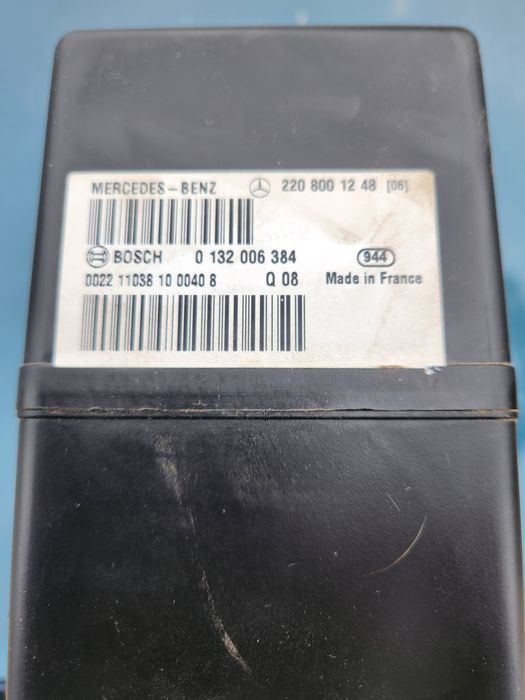 MERCEDES-BENZ 220 800 12 48 [06]
BOSCH 0 132 006 384 944
0022 11038 10 0040 8 Q 08 Made in France